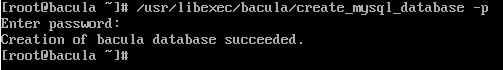 [root@bacula ~]# /usr/libexec/bacula/create_mysql_database -p
Enter password:
Creation of bacula database succeeded.
[root@bacula ~]#